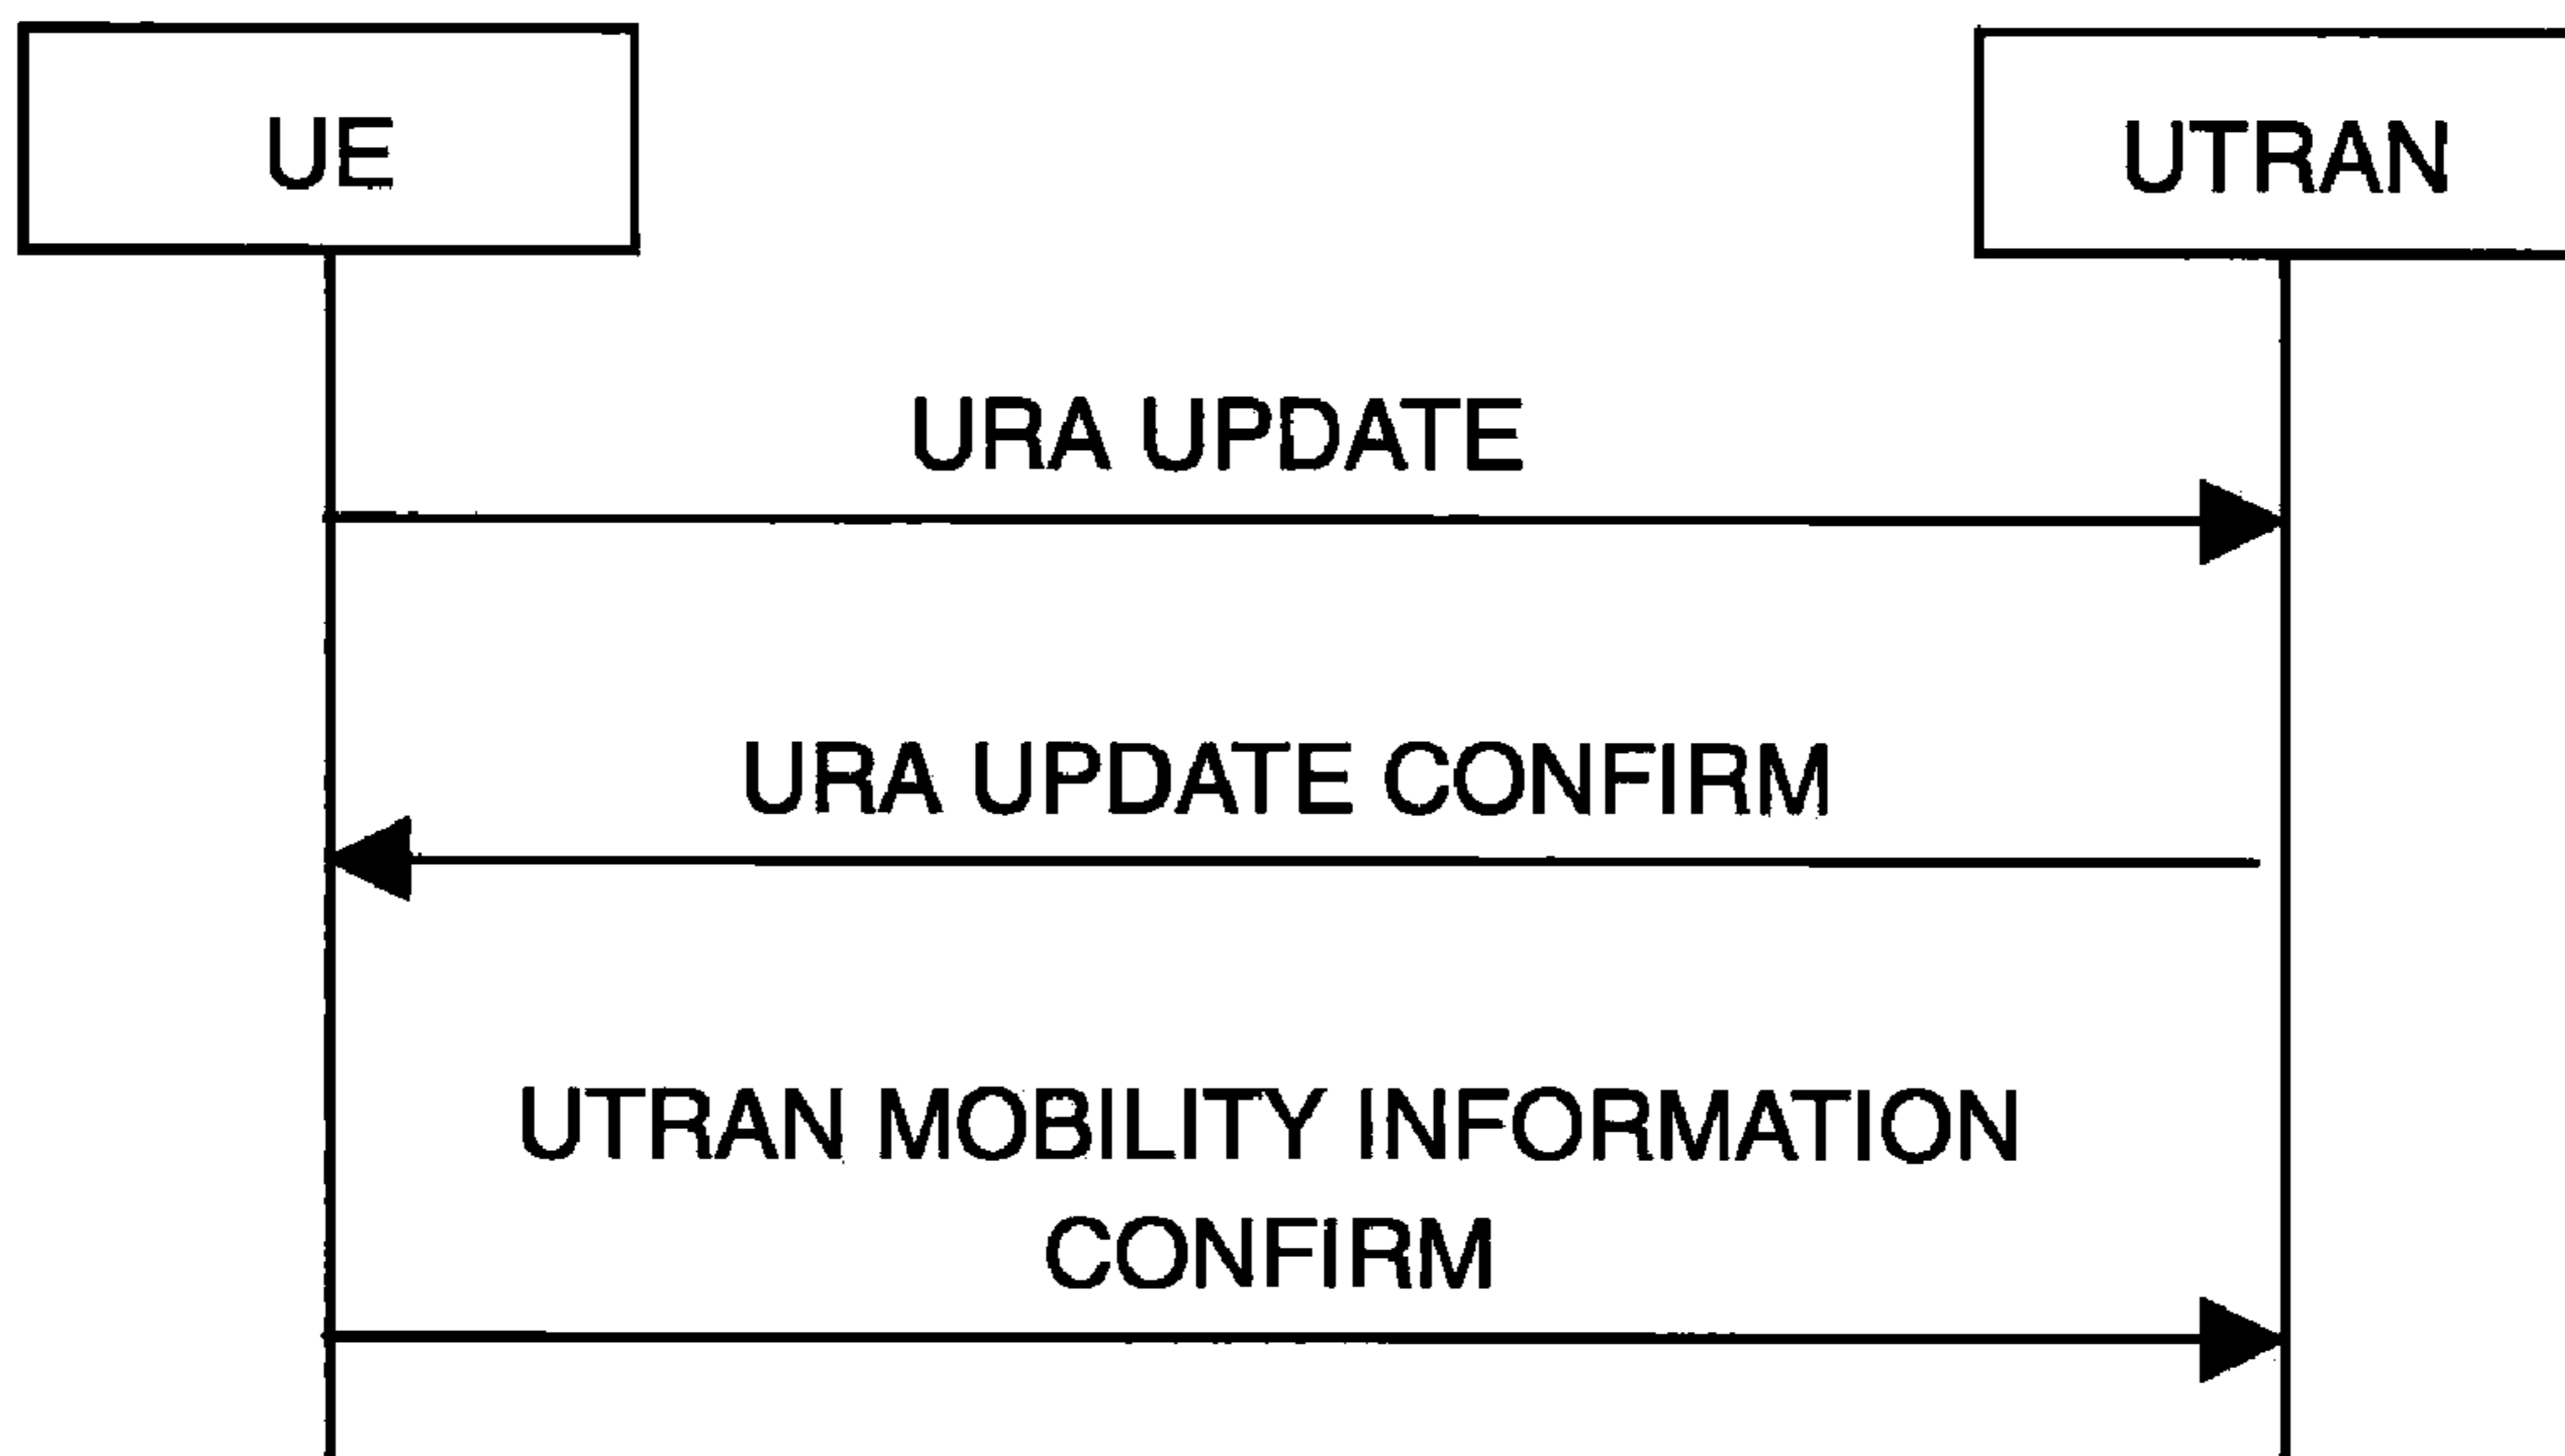 UE
UTRAN
URA UPDATE
URA UPDATE CONFIRM
UTRAN MOBILITY INFORMATION
CONFIRM